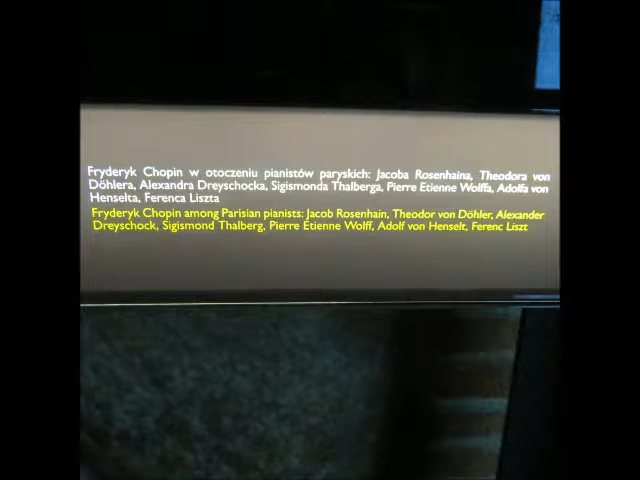 Fryderyk Chopin w otoczeniu pianistów paryskich: Jacoba Rosenhaina, Theodora von
Döhlera, Alexandra Dreyschocka, Sigismonda Thalberga, Pierre Etienne Wolffa, Adolfa von
Henselta, Ferenca Liszta
Fryderyk Chopin among Parisian pianists: Jacob Rosenhain, Theodor von Döhler, Alexander
Dreyschock, Sigismond Thalberg, Pierre Etienne Wolff, Adolf von Henselt, Ferenc Liszt